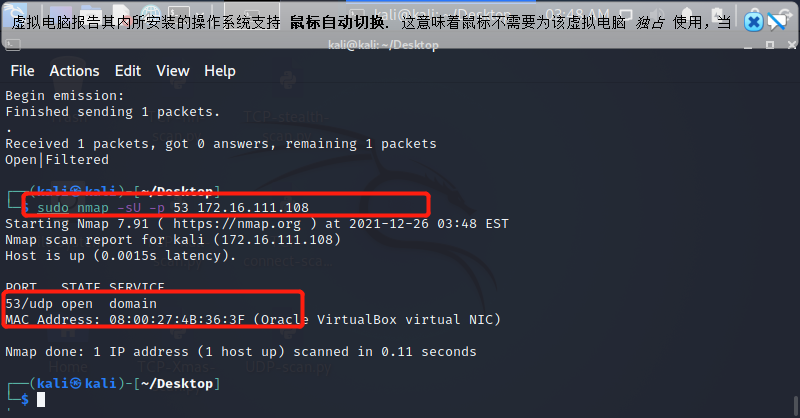 虚拟电脑报告其内所安装的操作系统支持 鼠标自动切换. 这意味着鼠标不需要为该虚拟电脑 独占 使用，当
kali@kali: ~/Desktop
File Actions Edit View Help
Begin emission:
Finished sending 1 packets.
.
Received 1 packets, got 0 answers, remaining 1 packets
Open|Filtered
┌──(kali㉿kali)-[~/Desktop]
└─$ sudo nmap -sU -p 53 172.16.111.108
Starting Nmap 7.91 ( https://nmap.org ) at 2021-12-26 03:48 EST
Nmap scan report for kali (172.16.111.108)
Host is up (0.0015s latency).
PORT   STATE SERVICE
53/udp open  domain
MAC Address: 08:00:27:4B:36:3F (Oracle VirtualBox virtual NIC)
Nmap done: 1 IP address (1 host up) scanned in 0.11 seconds
┌──(kali㉿kali)-[~/Desktop]
└─$